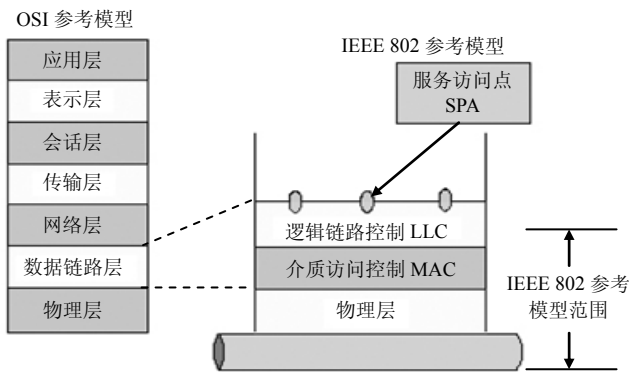 OSI 参考模型
应用层
表示层
会话层
传输层
网络层
数据链路层
物理层
IEEE 802 参考模型
服务访问点
SPA
逻辑链路控制 LLC
介质访问控制 MAC
物理层
IEEE 802 参考
模型范围